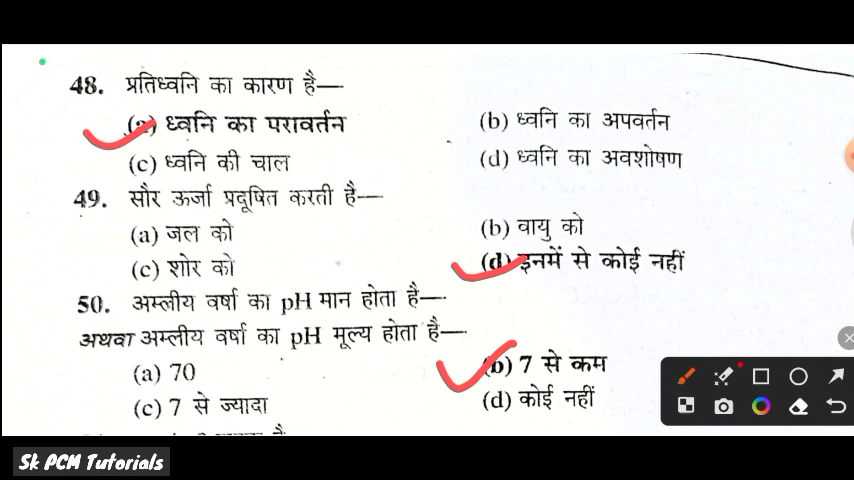 48. प्रतिध्वनि का कारण है—
(a) ध्वनि का परावर्तन (b) ध्वनि का अपवर्तन
(c) ध्वनि की चाल (d) ध्वनि का अवशोषण
49. सौर ऊर्जा प्रदूषित करती है—
(a) जल को (b) वायु को
(c) शोर को (d) इनमें से कोई नहीं
50. अम्लीय वर्षा का pH मान होता है—
अथवा अम्लीय वर्षा का pH मूल्य होता है—
(a) 70 (b) 7 से कम
(c) 7 से ज्यादा (d) कोई नहीं
Sk PCM Tutorials